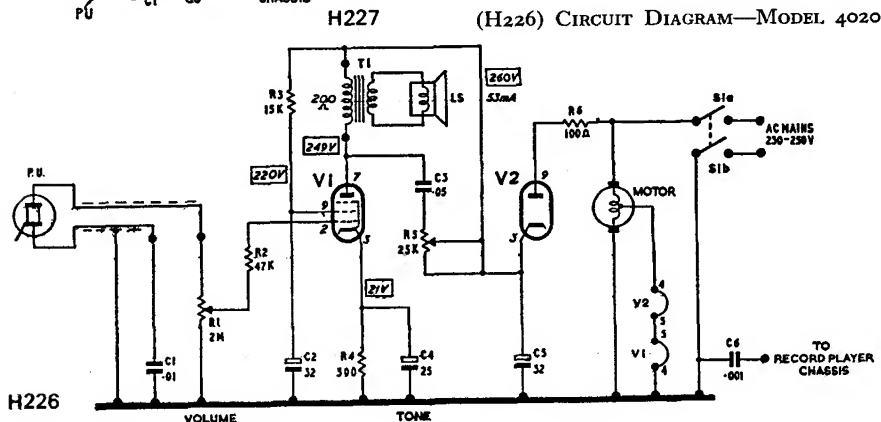 PU
C1
CHASSIS
H227
(H226) CIRCUIT DIAGRAM—MODEL 4020
T1
R3
15K
200
Ω
LS
260V
53mA
R6
100Ω
S1a
S1b
AC MAINS
230-250V
249V
P.U.
220V
V1
7
9
2
3
C3
·05
V2
9
3
MOTOR
R2
47K
R5
25K
21V
R1
2M
4
V2
5
5
V1
4
C1
·01
C2
32
R4
300
C4
25
C5
32
C6
·001
TO
RECORD PLAYER
CHASSIS
H226
VOLUME
TONE